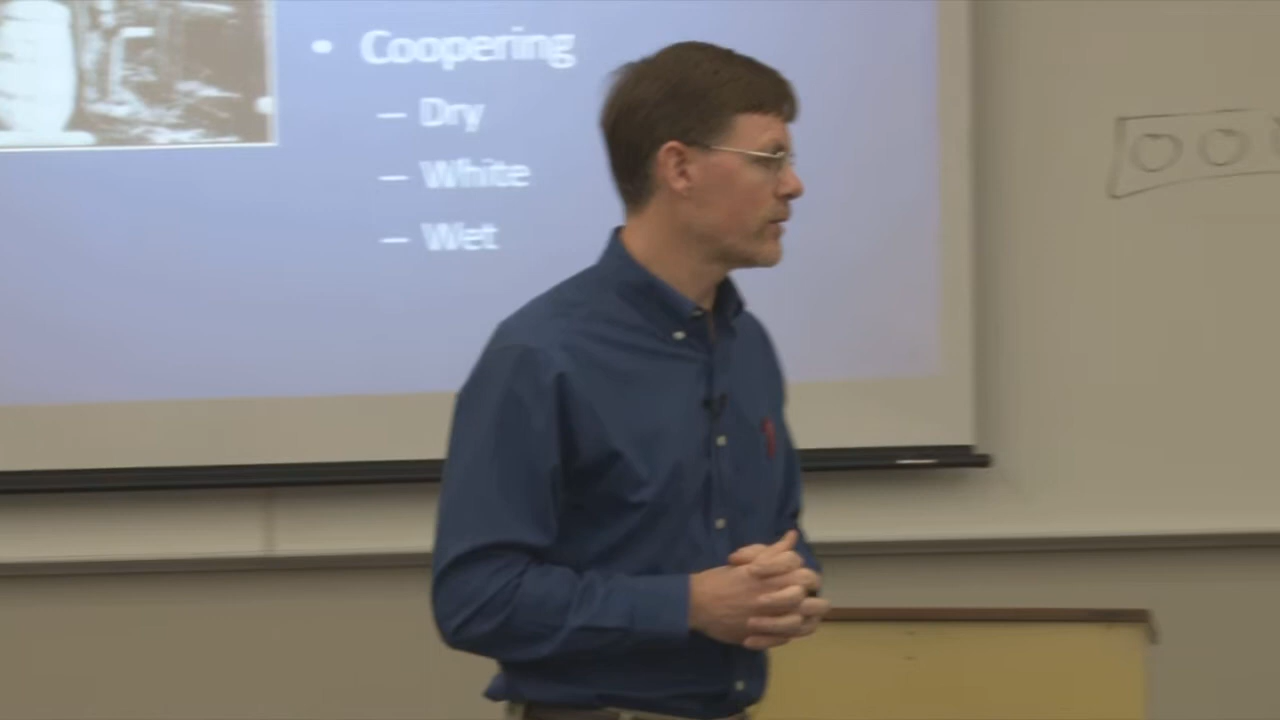 • Coopering
– Dry
– White
– Wet